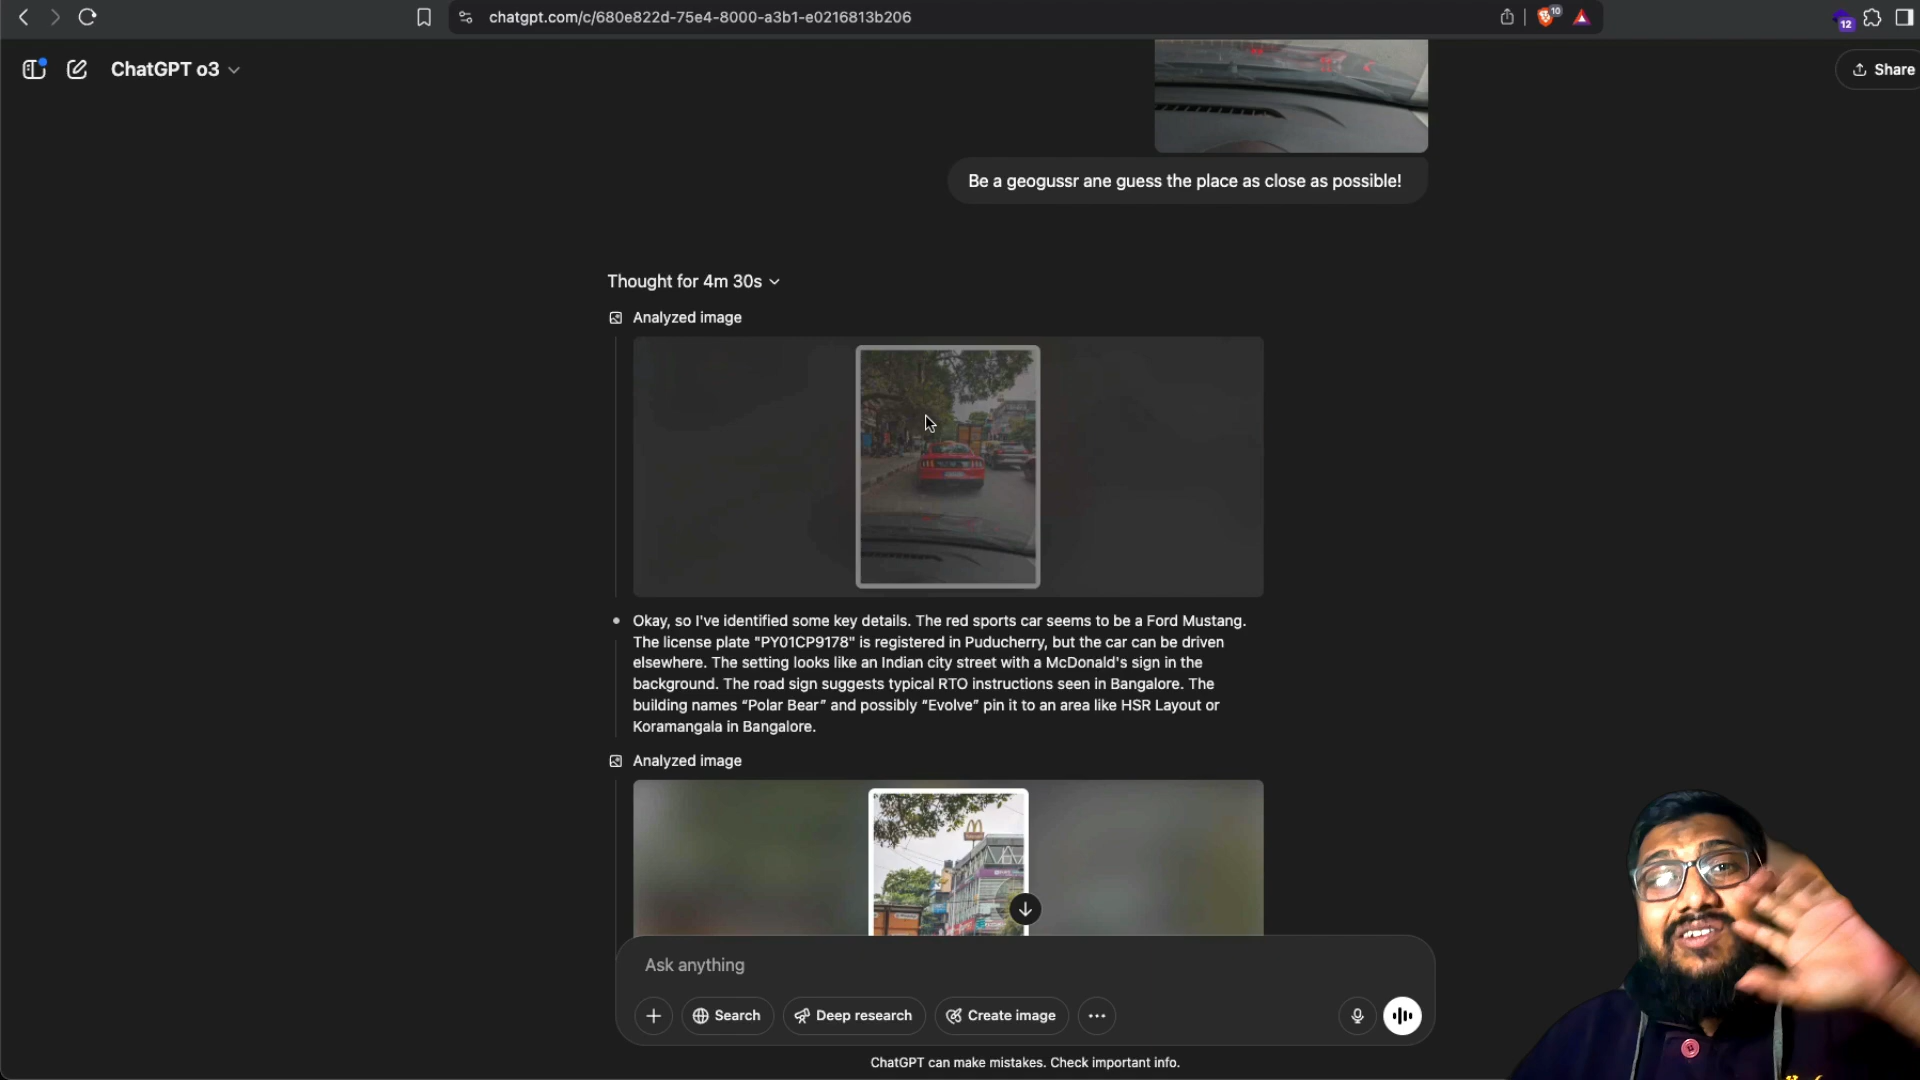 chatgpt.com/c/680e822d-75e4-8000-a3b1-e0216813b206
10
12
ChatGPT o3
Share
Be a geogussr ane guess the place as close as possible!
Thought for 4m 30s
Analyzed image
Okay, so I've identified some key details. The red sports car seems to be a Ford Mustang.
The license plate "PY01CP9178" is registered in Puducherry, but the car can be driven
elsewhere. The setting looks like an Indian city street with a McDonald's sign in the
background. The road sign suggests typical RTO instructions seen in Bangalore. The
building names “Polar Bear” and possibly “Evolve” pin it to an area like HSR Layout or
Koramangala in Bangalore.
Analyzed image
Ask anything
Search
Deep research
Create image
ChatGPT can make mistakes. Check important info.